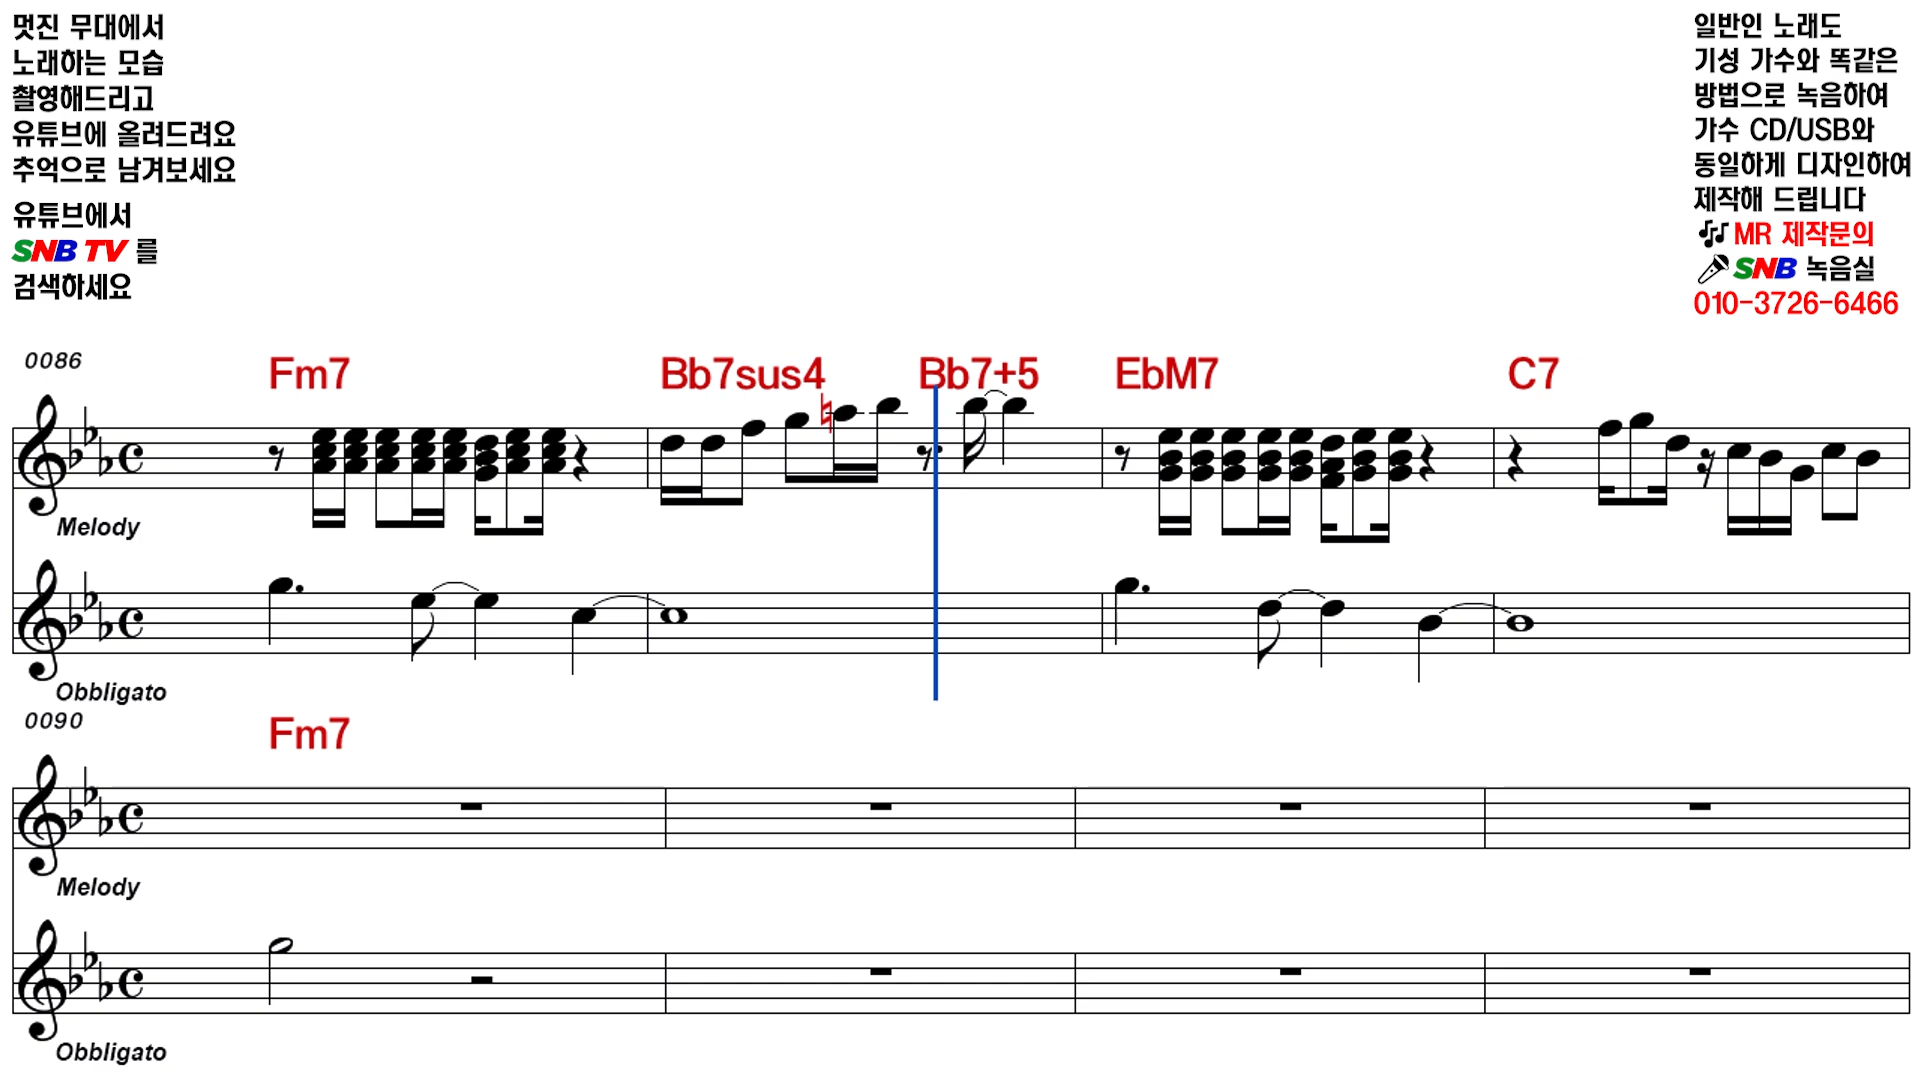 멋진 무대에서
노래하는 모습
촬영해드리고
유튜브에 올려드려요
추억으로 남겨보세요
유튜브에서
SNB TV 를
검색하세요
일반인 노래도
기성 가수와 똑같은
방법으로 녹음하여
가수 CD/USB와
동일하게 디자인하여
제작해 드립니다
MR 제작문의
SNB 녹음실
010-3726-6466
0086
Fm7 Bb7sus4 Bb7+5 EbM7 C7
Melody
Obbligato
0090
Fm7
Melody
Obbligato